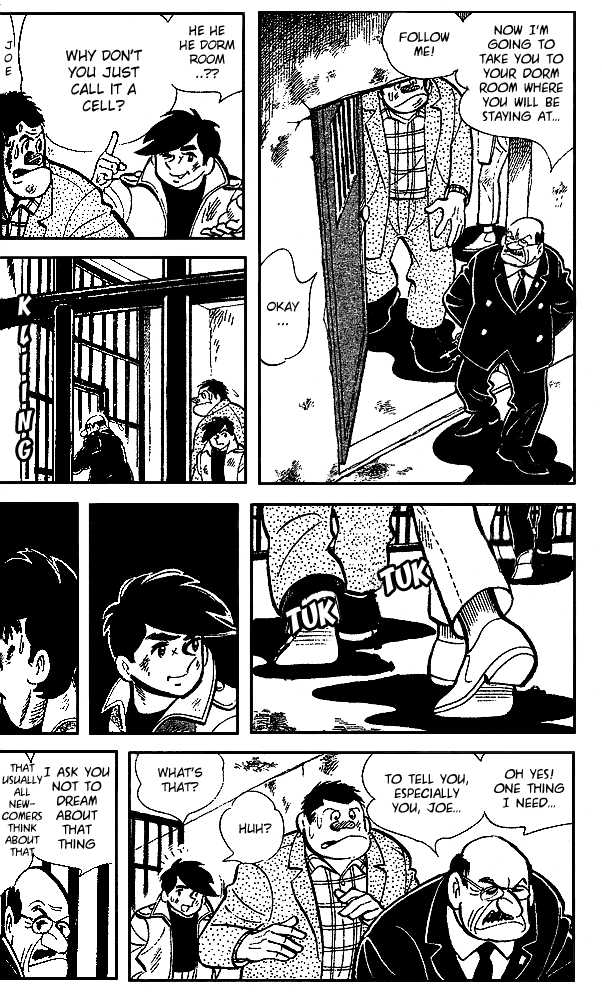 NOW I'M
GOING TO
TAKE YOU TO
YOUR DORM
ROOM WHERE
YOU WILL BE
STAYING AT...
FOLLOW
ME!
OKAY
...
HE HE HE
HE DORM
ROOM
..??
WHY DON'T
YOU JUST
CALL IT A
CELL?
JOE
KLIING
TUK
TUK
OH YES!
ONE THING
I NEED...
TO TELL YOU,
ESPECIALLY
YOU, JOE...
HUH?
WHAT'S
THAT?
I ASK YOU
NOT TO
DREAM
ABOUT
THAT
THING
THAT
USUALLY
ALL
NEW-
COMERS
THINK
ABOUT
THAT